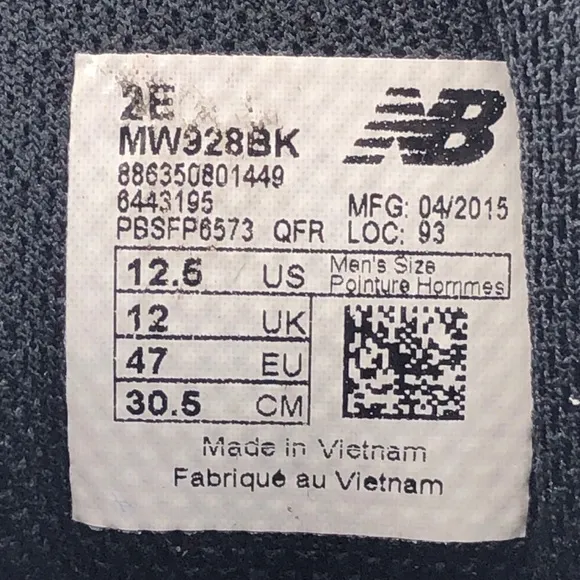 2E
NB
MW928BK
886350801449
6443195
MFG: 04/2015
PBSFP6573 QFR LOC: 93
12.5 US Men's Size
Pointure Hommes
12 UK
47 EU
30.5 CM
Made in Vietnam
Fabriqué au Vietnam